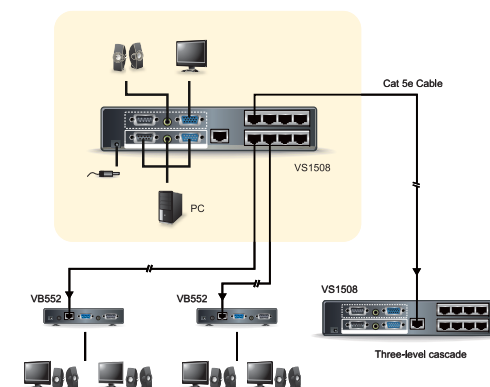 Cat 5e Cable
VS1508
PC
VB552
VB552
VS1508
Three-level cascade